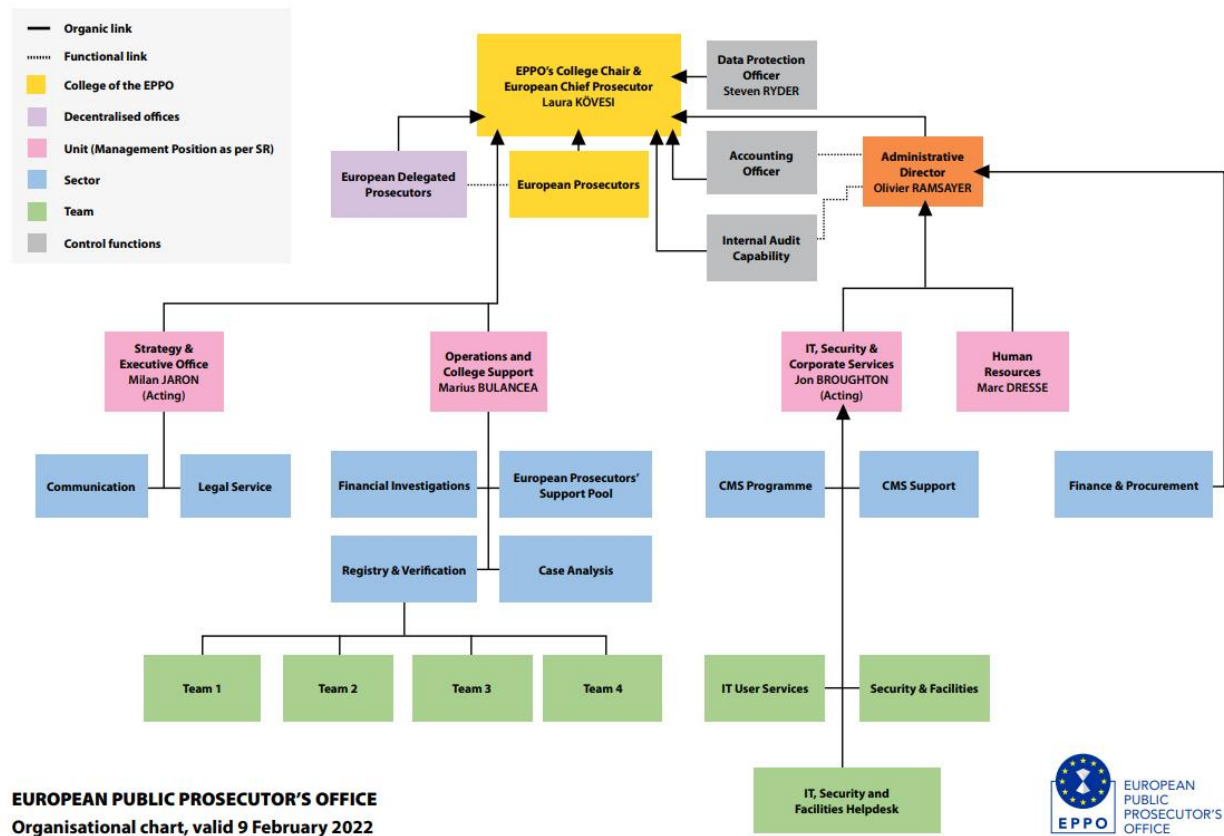 Organic link
Functional link
College of the EPPO
Decentralised offices
Unit (Management Position as per SR)
Sector
Team
Control functions
EPPO's College Chair &
European Chief Prosecutor
Laura KÖVESI
Data Protection
Officer
Steven RYDER
European Delegated
Prosecutors
European Prosecutors
Accounting
Officer
Administrative
Director
Olivier RAMSAYER
Internal Audit
Capability
Strategy &
Executive Office
Milan JARON
(Acting)
Operations and
College Support
Marius BULANCEA
IT, Security &
Corporate Services
Jon BROUGHTON
(Acting)
Human
Resources
Marc DRESSE
Communication
Legal Service
Financial Investigations
European Prosecutors'
Support Pool
CMS Programme
CMS Support
Finance & Procurement
Registry & Verification
Case Analysis
Team 1
Team 2
Team 3
Team 4
IT User Services
Security & Facilities
IT, Security and
Facilities Helpdesk
EUROPEAN PUBLIC PROSECUTOR'S OFFICE
Organisational chart, valid 9 February 2022
EPPO
EUROPEAN
PUBLIC
PROSECUTOR'S
OFFICE